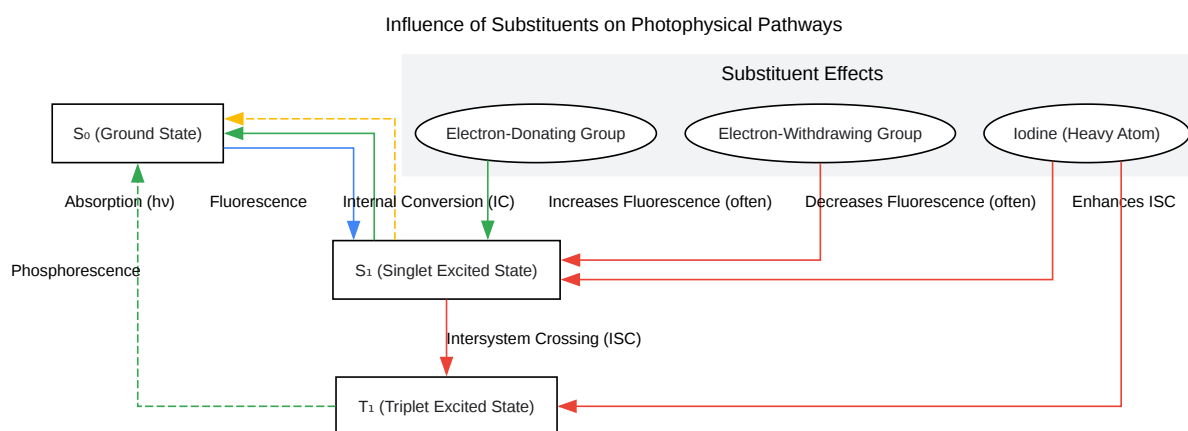 Influence of Substituents on Photophysical Pathways
Substituent Effects
S₀ (Ground State)
Electron-Donating Group
Electron-Withdrawing Group
Iodine (Heavy Atom)
Absorption (hν)
Fluorescence
Internal Conversion (IC)
Increases Fluorescence (often)
Decreases Fluorescence (often)
Enhances ISC
Phosphorescence
S₁ (Singlet Excited State)
Intersystem Crossing (ISC)
T₁ (Triplet Excited State)